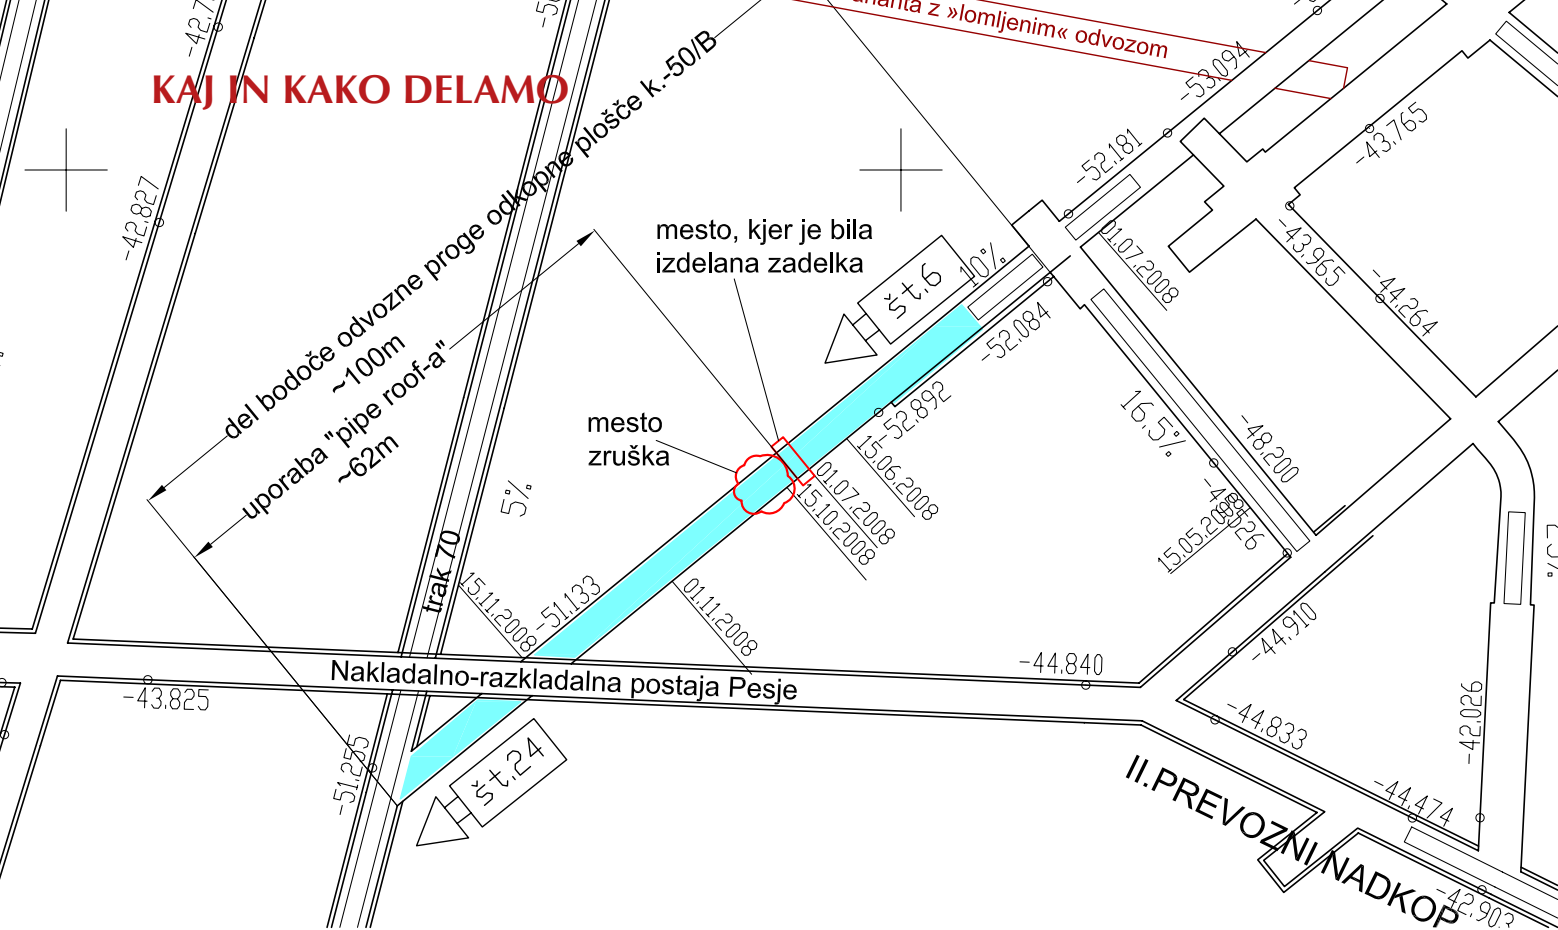 KAJ IN KAKO DELAMO
»lomljenim« odvozom
-53.094
-43.765
-52.181
-42.827
del bodoče odvozne proge odkopne plošče k.-50/B
~100m
uporaba "pipe roof-a"
~62m
mesto, kjer je bila
izdelana zadelka
št.6
10%
01.07.2008
-43.965
-44.264
-52.084
mesto
zruška
-52.892
15.06.2008
01.07.2008
15.10.2008
16.5%
-48.200
5%
trak 70
15.11.2008
-51.133
01.11.2008
-44.910
Nakladalno-razkladalna postaja Pesje
-44.840
-43.825
-44.833
-42.026
-51.255
št.24
-44.474
II.PREVOZNI NADKOP
-42.903